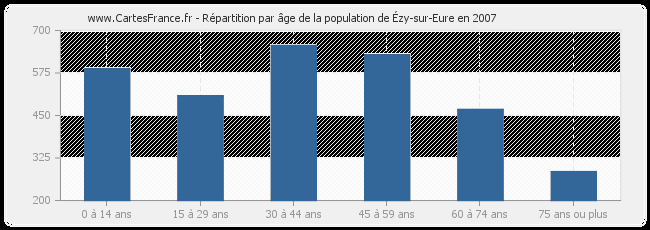 www.CartesFrance.fr - Répartition par âge de la population de Ézy-sur-Eure en 2007
700
575
450
325
200
0 à 14 ans
15 à 29 ans
30 à 44 ans
45 à 59 ans
60 à 74 ans
75 ans ou plus